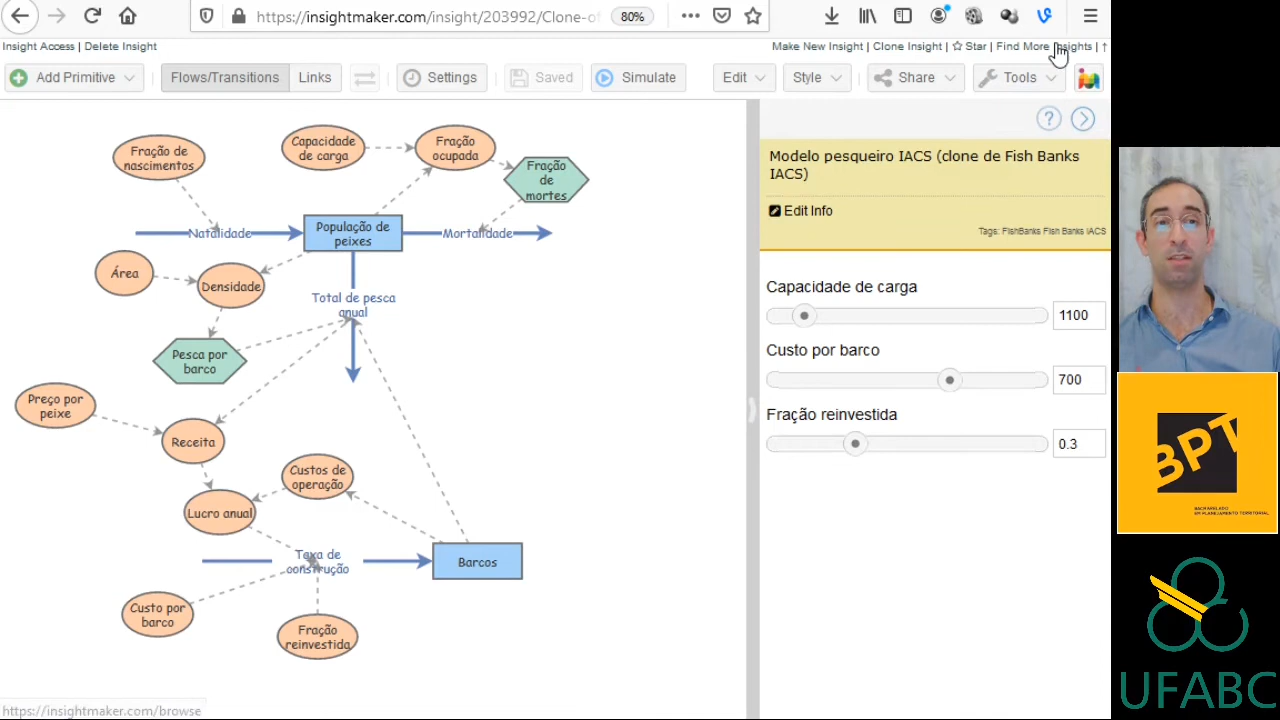 https://insightmaker.com/insight/203992/Clone-of
80%
Insight Access | Delete Insight
Make New Insight | Clone Insight | Star | Find More Insights | ↑
Add Primitive
Flows/Transitions
Links
Settings
Saved
Simulate
Edit
Style
Share
Tools
Fração de
nascimentos
Capacidade
de carga
Fração
ocupada
Fração
de
mortes
Natalidade
População de
peixes
Mortalidade
Área
Densidade
Total de pesca
anual
Pesca por
barco
Preço por
peixe
Receita
Custos de
operação
Lucro anual
Taxa de
construção
Barcos
Custo por
barco
Fração
reinvestida
https://insightmaker.com/browse
?
Modelo pesqueiro IACS (clone de Fish Banks
IACS)
Edit Info
Tags: FishBanks Fish Banks IACS
Capacidade de carga
1100
Custo por barco
700
Fração reinvestida
0.3
BPT
BACHARELADO
EM PLANEJAMENTO TERRITORIAL
UFABC